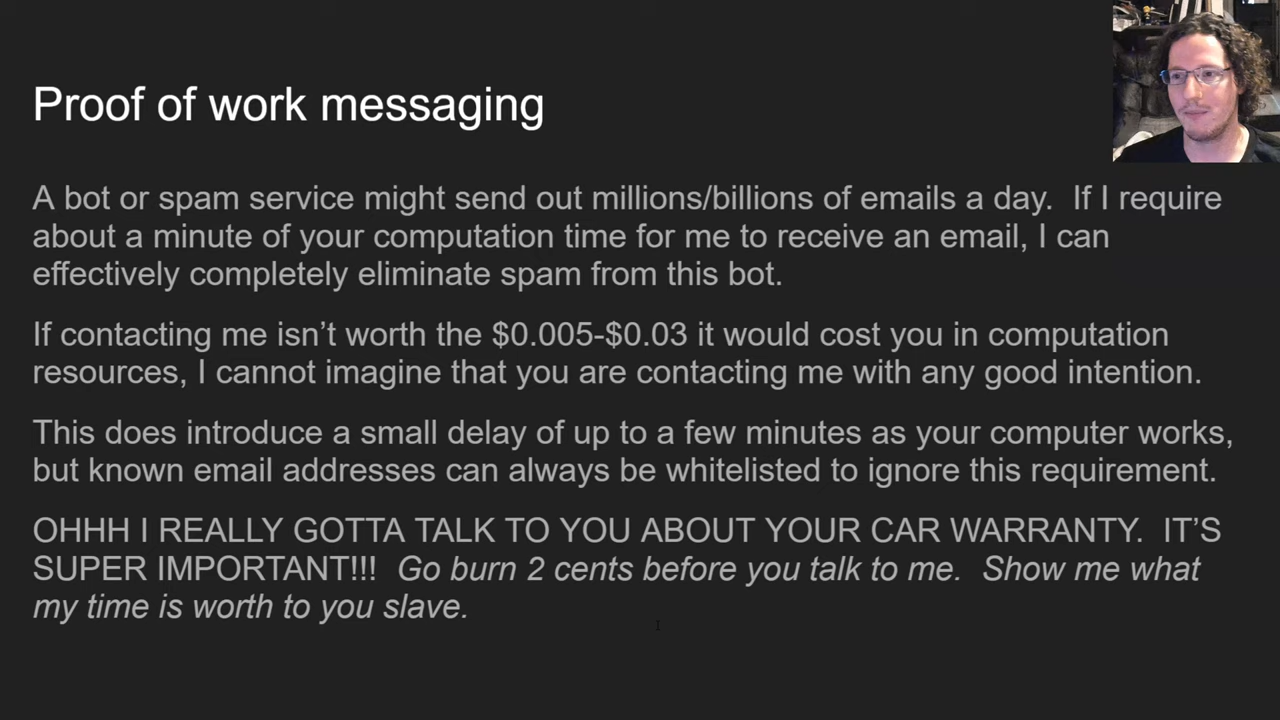 Proof of work messaging
A bot or spam service might send out millions/billions of emails a day.  If I require
about a minute of your computation time for me to receive an email, I can
effectively completely eliminate spam from this bot.
If contacting me isn’t worth the $0.005-$0.03 it would cost you in computation
resources, I cannot imagine that you are contacting me with any good intention.
This does introduce a small delay of up to a few minutes as your computer works,
but known email addresses can always be whitelisted to ignore this requirement.
OHHH I REALLY GOTTA TALK TO YOU ABOUT YOUR CAR WARRANTY.  IT’S
SUPER IMPORTANT!!!  Go burn 2 cents before you talk to me.  Show me what
my time is worth to you slave.